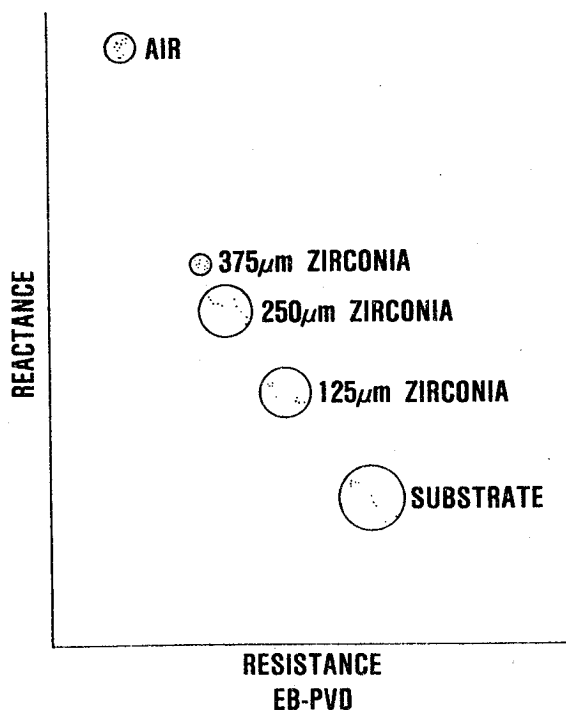 AIR
375μm ZIRCONIA
250μm ZIRCONIA
125μm ZIRCONIA
SUBSTRATE
REACTANCE
RESISTANCE
EB-PVD